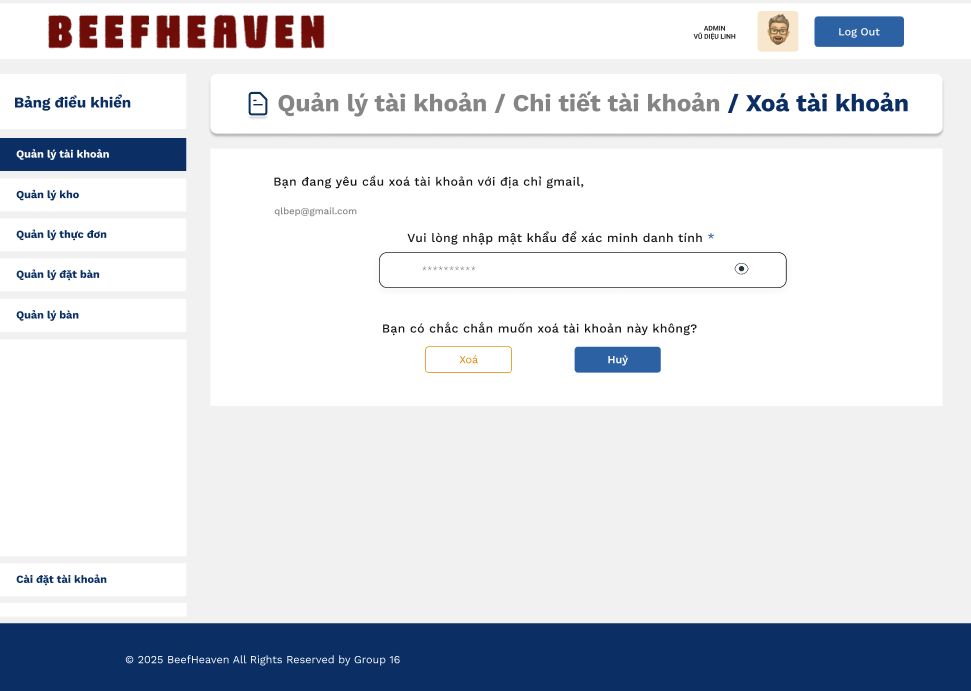 BEEFHEAVEN
ADMIN
VŨ DIỆU LINH
Log Out
Bảng điều khiển
Quản lý tài khoản / Chi tiết tài khoản / Xoá tài khoản
Quản lý tài khoản
Quản lý kho
Quản lý thực đơn
Quản lý đặt bàn
Quản lý bàn
Bạn đang yêu cầu xoá tài khoản với địa chỉ gmail,
qlbep@gmail.com
Vui lòng nhập mật khẩu để xác minh danh tính *
**********
Bạn có chắc chắn muốn xoá tài khoản này không?
Xoá
Huỷ
Cài đặt tài khoản
© 2025 BeefHeaven All Rights Reserved by Group 16